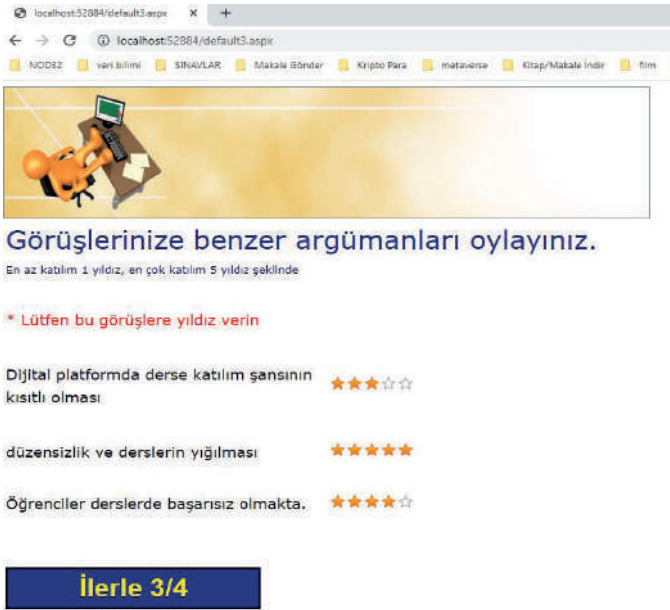 localhost:52884/default3.aspx
localhost:52884/default3.aspx
NODEZ veri bilimi SINAVLAR Makale Gönder Kripto Para metaverse Kitap/Makale İndir film
Görüşlerinize benzer argümanları oylayınız.
En az katılım 1 yıldız, en çok katılım 5 yıldız şeklinde
* Lütfen bu görüşlere yıldız verin
Dijital platformda derse katılım şansının
kısıtlı olması
düzensizlik ve derslerin yığılması
Öğrenciler derslerde başarısız olmakta.
İlerle 3/4